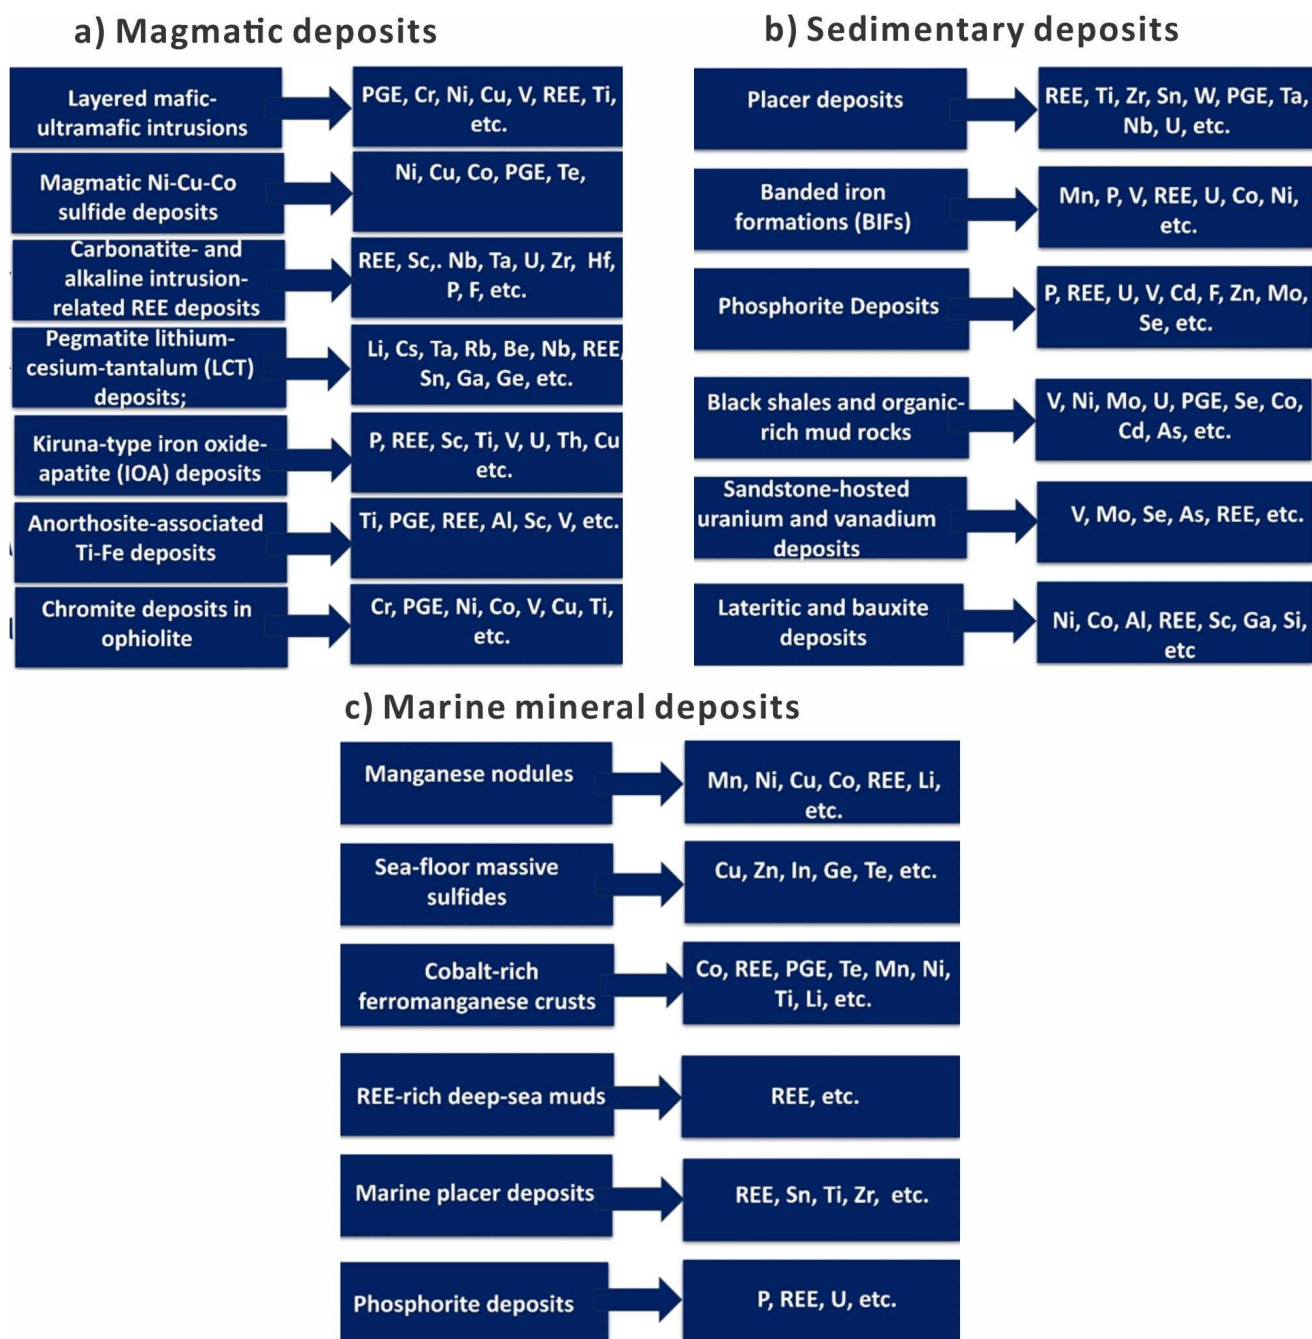 a) Magmatic deposits
Layered mafic-
ultramafic intrusions
PGE, Cr, Ni, Cu, V, REE, Ti,
etc.
Magmatic Ni-Cu-Co
sulfide deposits
Ni, Cu, Co, PGE, Te,
Carbonatite- and
alkaline intrusion-
related REE deposits
REE, Sc,. Nb, Ta, U, Zr, Hf,
P, F, etc.
Pegmatite lithium-
cesium-tantalum (LCT)
deposits;
Li, Cs, Ta, Rb, Be, Nb, REE,
Sn, Ga, Ge, etc.
Kiruna-type iron oxide-
apatite (IOA) deposits
P, REE, Sc, Ti, V, U, Th, Cu
etc.
Anorthosite-associated
Ti-Fe deposits
Ti, PGE, REE, Al, Sc, V, etc.
Chromite deposits in
ophiolite
Cr, PGE, Ni, Co, V, Cu, Ti,
etc.
b) Sedimentary deposits
Placer deposits
REE, Ti, Zr, Sn, W, PGE, Ta,
Nb, U, etc.
Banded iron
formations (BIFs)
Mn, P, V, REE, U, Co, Ni,
etc.
Phosphorite Deposits
P, REE, U, V, Cd, F, Zn, Mo,
Se, etc.
Black shales and organic-
rich mud rocks
V, Ni, Mo, U, PGE, Se, Co,
Cd, As, etc.
Sandstone-hosted
uranium and vanadium
deposits
V, Mo, Se, As, REE, etc.
Lateritic and bauxite
deposits
Ni, Co, Al, REE, Sc, Ga, Si,
etc
c) Marine mineral deposits
Manganese nodules
Mn, Ni, Cu, Co, REE, Li,
etc.
Sea-floor massive
sulfides
Cu, Zn, In, Ge, Te, etc.
Cobalt-rich
ferromanganese crusts
Co, REE, PGE, Te, Mn, Ni,
Ti, Li, etc.
REE-rich deep-sea muds
REE, etc.
Marine placer deposits
REE, Sn, Ti, Zr, etc.
Phosphorite deposits
P, REE, U, etc.